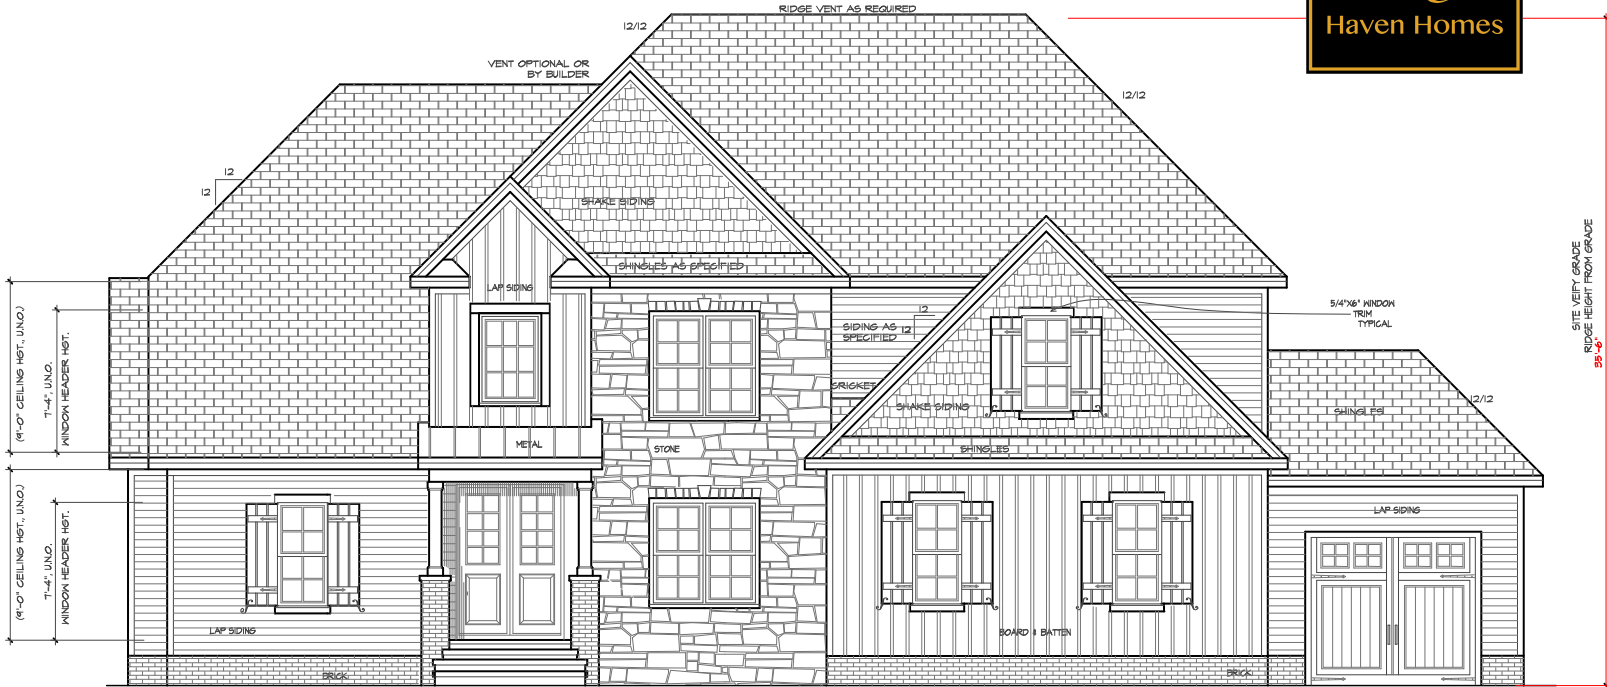 RIDGE VENT AS REQUIRED
Haven Homes
12/12
VENT OPTIONAL OR
BY BUILDER
12/12
12
12
SHAKE SIDING
SHINGLES AS SPECIFIED
LAP SIDING
12
12
SIDING AS
SPECIFIED
5/4"X6" WINDOW
TRIM
TYPICAL
SITE VEIFY GRADE
RIDGE HEIGHT FROM GRADE
35'-6"
(9'-0" CEILING HGT., U.N.O.)
7'-4", U.N.O.
WINDOW HEADER HGT.
CRICKET
SHAKE SIDING
12/12
SHINGLES
METAL
STONE
SHINGLES
(9'-0" CEILING HGT., U.N.O.)
7'-4", U.N.O.
WINDOW HEADER HGT.
LAP SIDING
LAP SIDING
BOARD & BATTEN
BRICK
BRICK